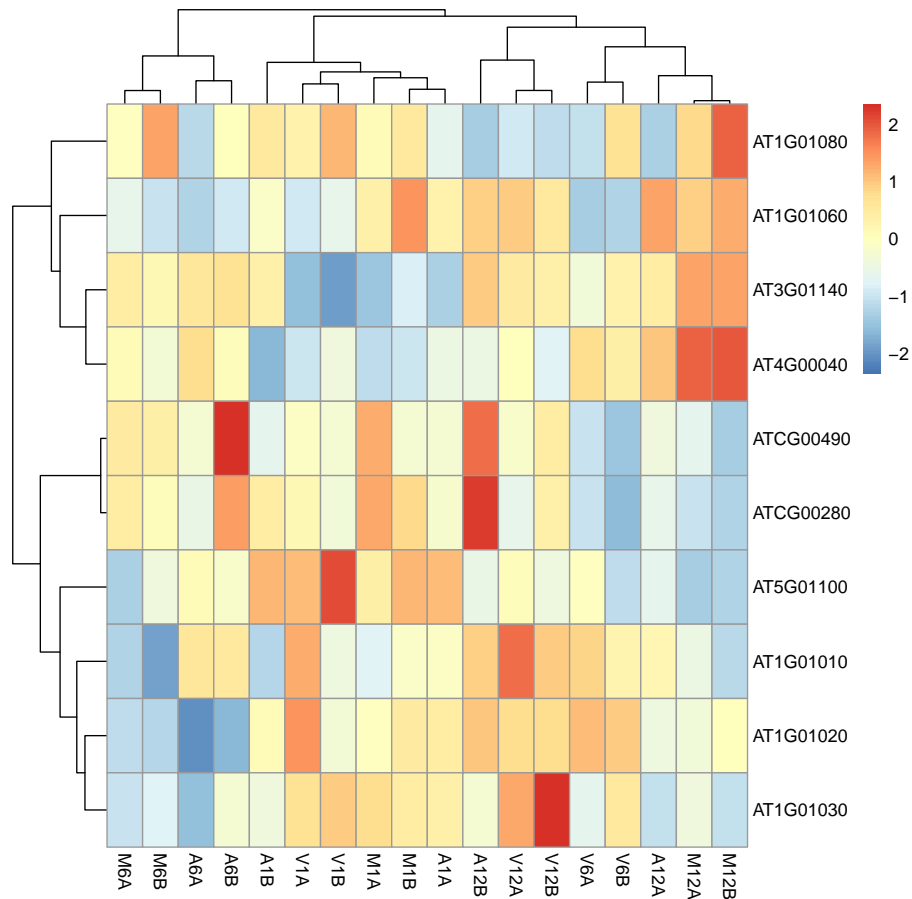 AT1G01080
AT1G01060
AT3G01140
AT4G00040
ATCG00490
ATCG00280
AT5G01100
AT1G01010
AT1G01020
AT1G01030
2
0
−1
−2
M6A
M6B
A6A
A6B
A1B
V1A
V1B
M1A
M1B
A1A
A12B
V12A
V12B
V6A
V6B
A12A
M12A
M12B
1